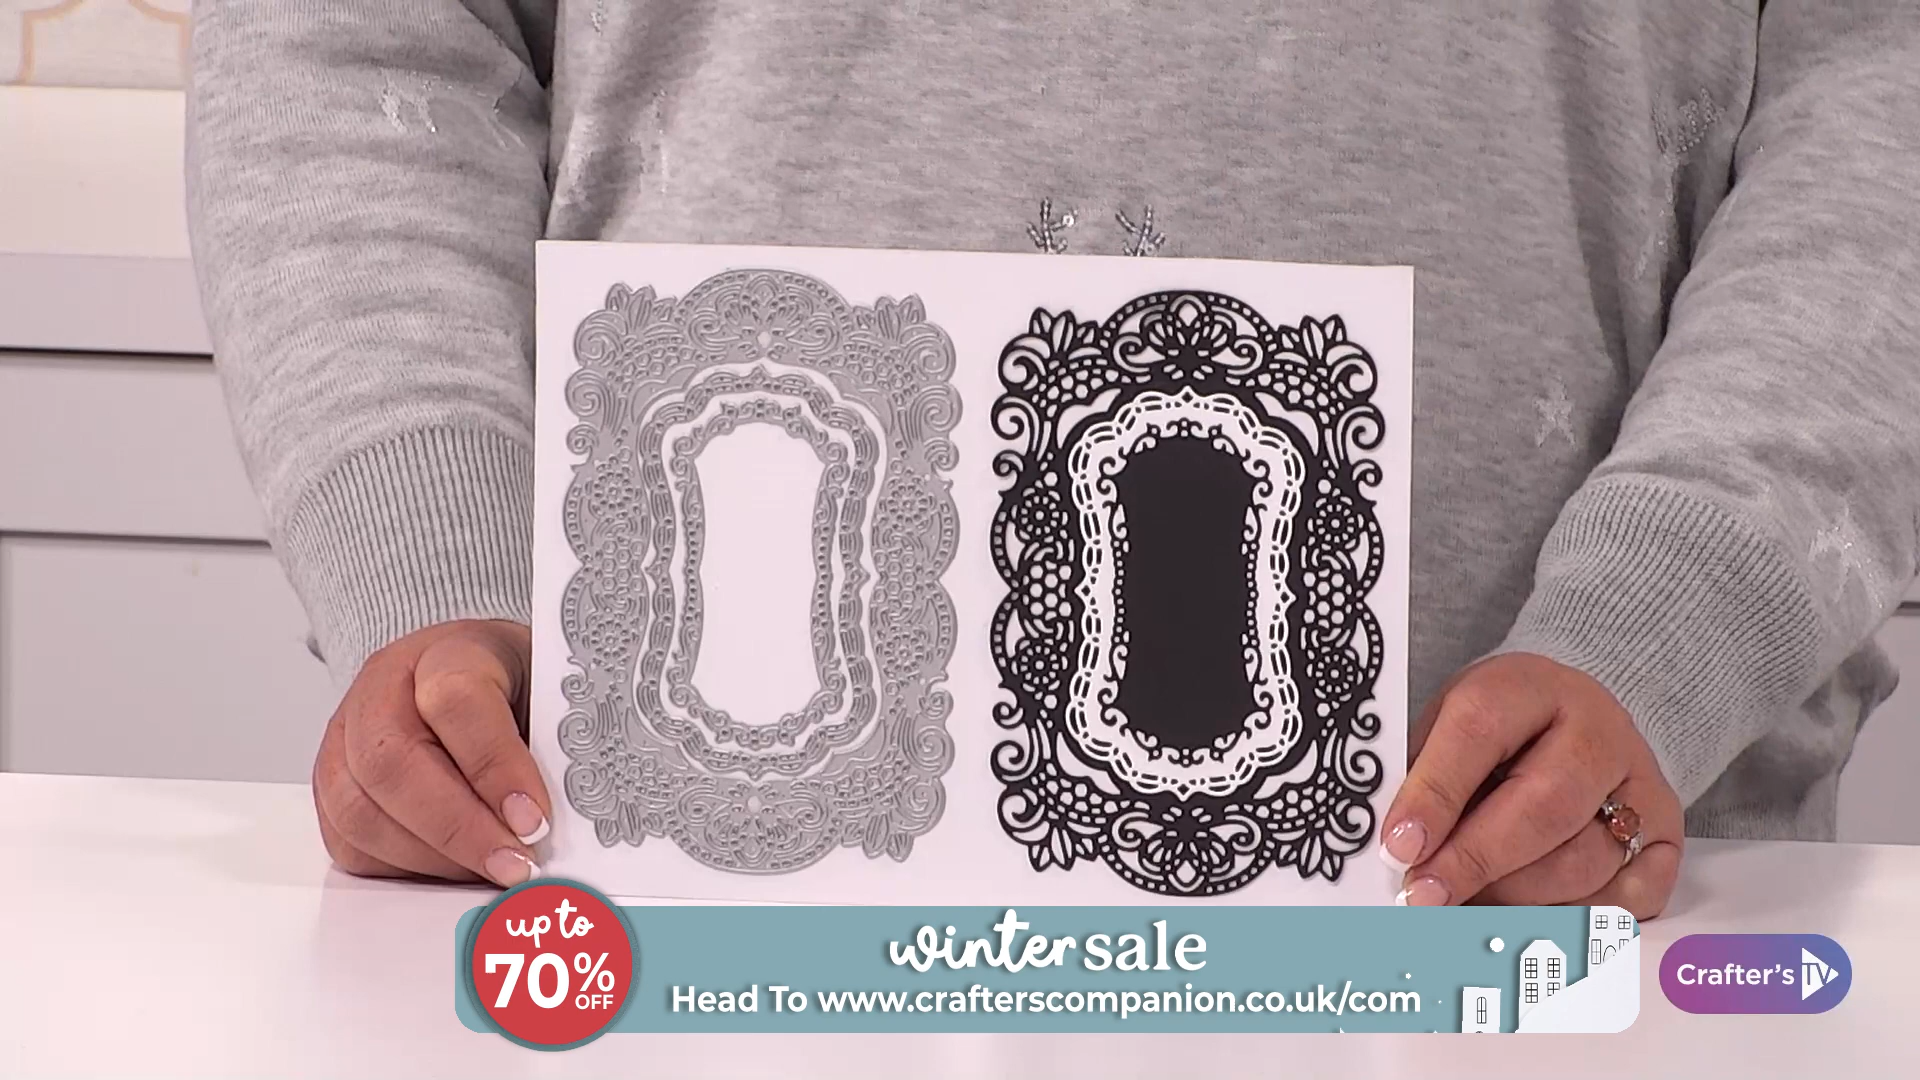 up to
70%
OFF
winter sale
Head To www.crafterscompanion.co.uk/com
Crafter's TV